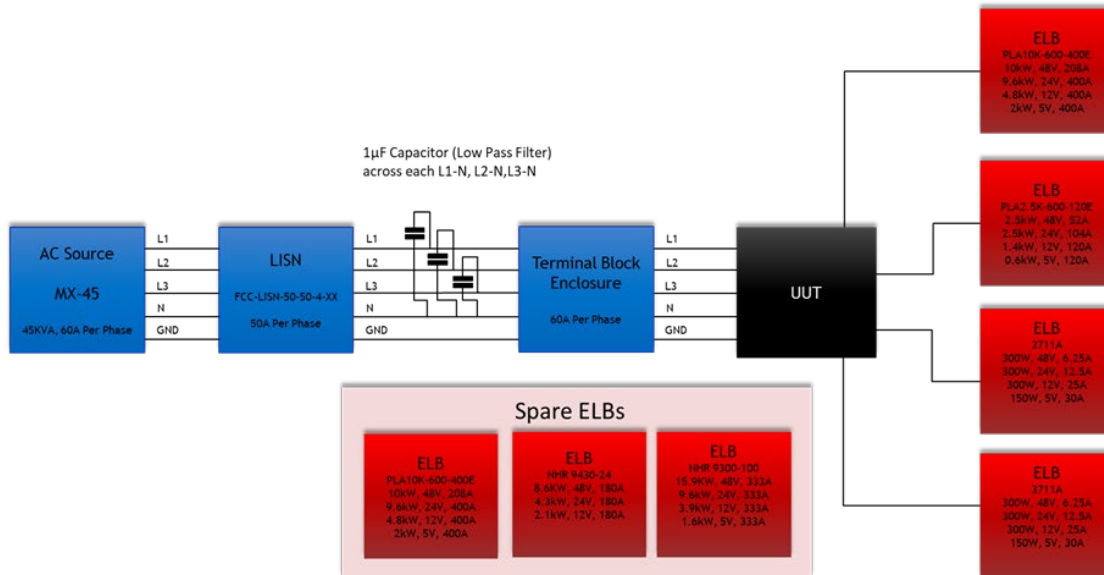 ELB
PLA10K-600-400E
10kW, 48V, 208A
9.6kW, 24V, 400A
4.8kW, 12V, 400A
2kW, 5V, 400A
1µF Capacitor (Low Pass Filter)
across each L1-N, L2-N,L3-N
ELB
PLA2.5K-600-120E
2.5kW, 48V, 52A
2.5kW, 24V, 104A
1.4kW, 12V, 120A
0.6kW, 5V, 120A
AC Source
MX-45
45KVA, 60A Per Phase
L1
L2
L3
N
GND
LISN
FCC-LISN-50-50-4-XX
50A Per Phase
L1
L2
L3
N
GND
Terminal Block
Enclosure
60A Per Phase
L1
L2
L3
N
GND
UUT
ELB
3711A
300W, 48V, 6.25A
300W, 24V, 12.5A
300W, 12V, 25A
150W, 5V, 30A
Spare ELBs
ELB
PLA10K-600-400E
10kW, 48V, 208A
9.6kW, 24V, 400A
4.8kW, 12V, 400A
2kW, 5V, 400A
ELB
NHR 9430-24
8.6KW, 48V, 180A
4.3kW, 24V, 180A
2.1kW, 12V, 180A
ELB
NHR 9300-100
15.9KW, 48V, 333A
9.6kW, 24V, 333A
3.9kW, 12V, 333A
1.6kW, 5V, 333A
ELB
3711A
300W, 48V, 6.25A
300W, 24V, 12.5A
300W, 12V, 25A
150W, 5V, 30A